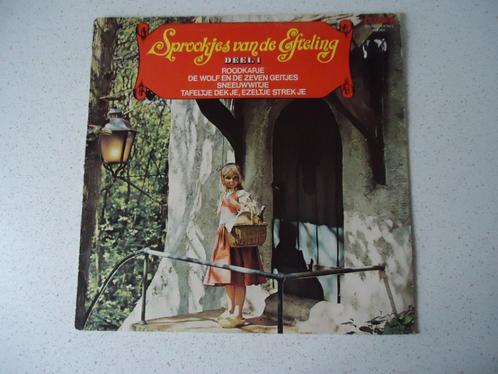 Sprookjes van de Efteling
DEEL 1
ROODKAPJE
DE WOLF EN DE ZEVEN GEITJES
SNEEUWWITJE
TAFELTJE DEK JE, EZELTJE STREK JE